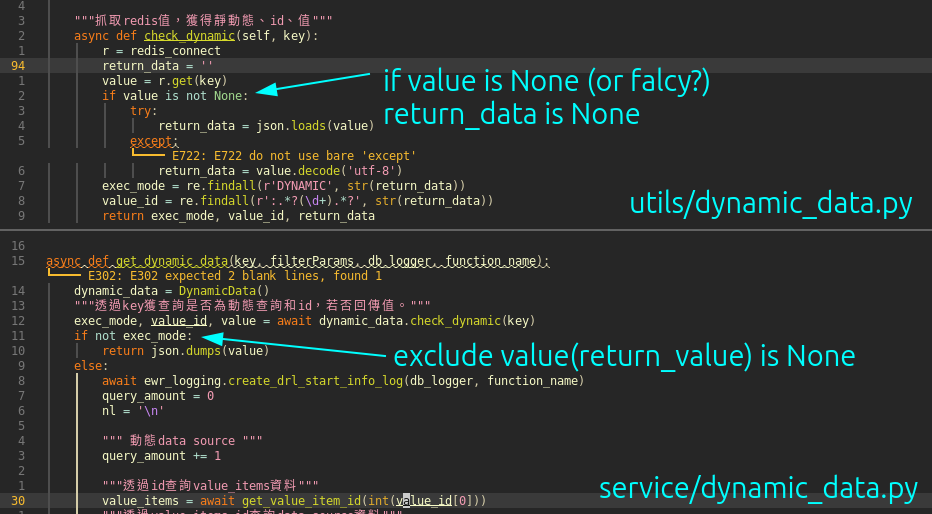 4
3 """抓取redis值，獲得靜動態、id、值"""
2 async def check_dynamic(self, key):
1 r = redis_connect
94 return_data = ''
1 value = r.get(key)
2 if value is not None:
3 try:
4 return_data = json.loads(value)
5 except:
E722: E722 do not use bare 'except'
6 return_data = value.decode('utf-8')
7 exec_mode = re.findall(r'DYNAMIC', str(return_data))
8 value_id = re.findall(r':.*?(\d+).*?', str(return_data))
9 return exec_mode, value_id, return_data
if value is None (or falcy?)
return_data is None
utils/dynamic_data.py
16
15 async def get_dynamic_data(key, filterParams, db_logger, function_name):
E302: E302 expected 2 blank lines, found 1
14 dynamic_data = DynamicData()
13 """透過key獲查詢是否為動態查詢和id，若否回傳值。"""
12 exec_mode, value_id, value = await dynamic_data.check_dynamic(key)
11 if not exec_mode:
10 return json.dumps(value)
9 else:
8 await ewr_logging.create_drl_start_info_log(db_logger, function_name)
7 query_amount = 0
6 nl = '\n'
5
4 """ 動態data source """
3 query_amount += 1
2
1 """透過id查詢value_items資料"""
30 value_items = await get_value_item_id(int(value_id[0]))
1 """透過value_items_id查詢data_source資料"""
exclude value(return_value) is None
service/dynamic_data.py